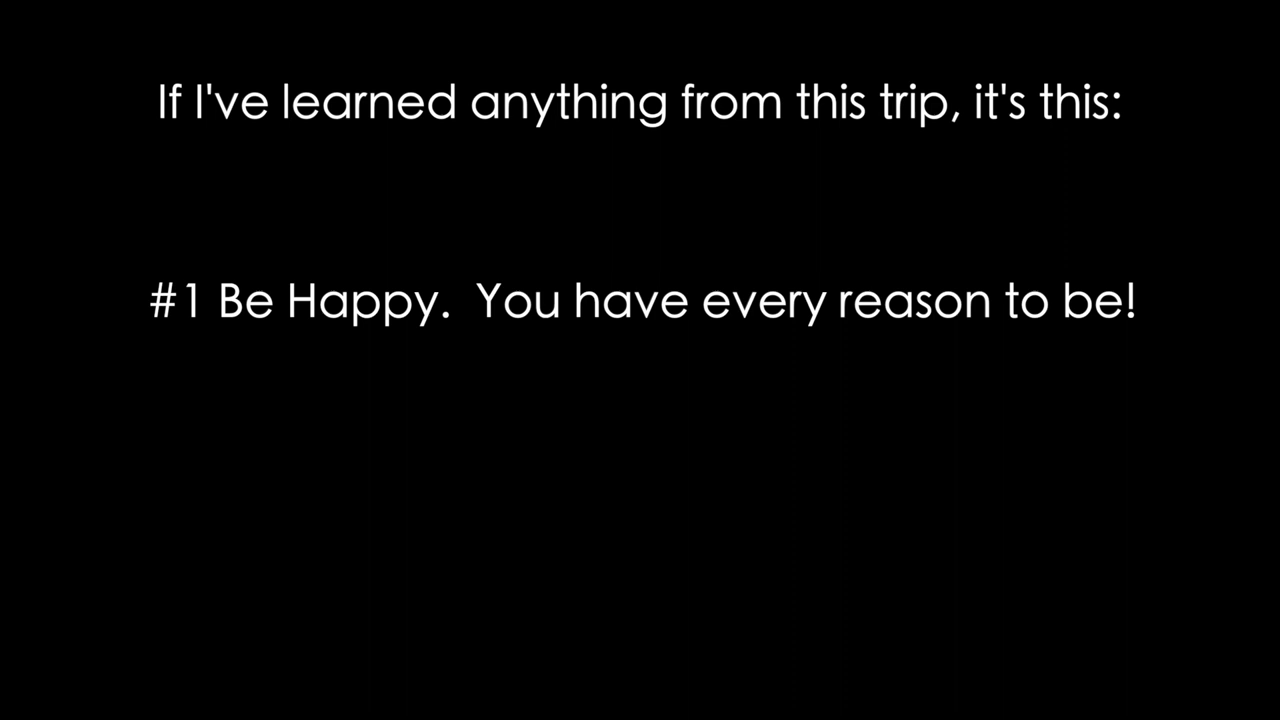 If I've learned anything from this trip, it's this:
#1 Be Happy.  You have every reason to be!